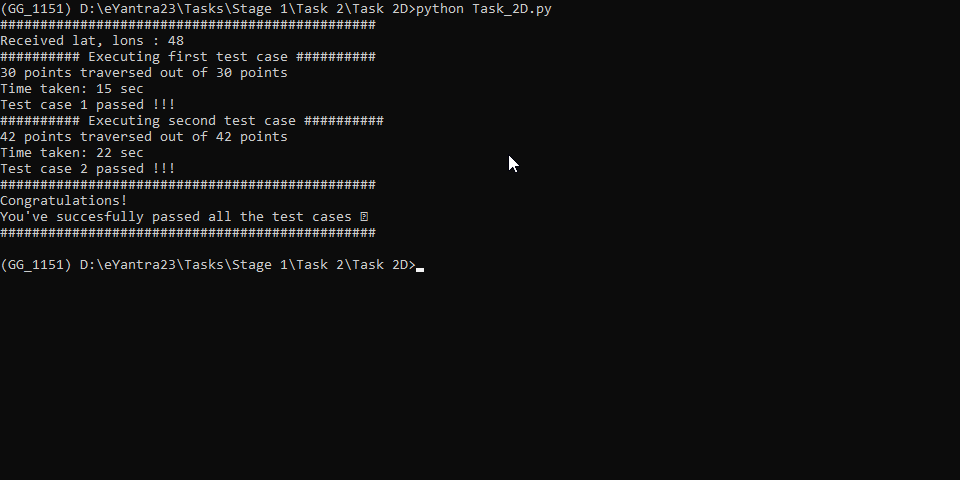 (GG_1151) D:\eYantra23\Tasks\Stage 1\Task 2\Task 2D>python Task_2D.py
###############################################
Received lat, lons : 48
########## Executing first test case ##########
30 points traversed out of 30 points
Time taken: 15 sec
Test case 1 passed !!!
########## Executing second test case ##########
42 points traversed out of 42 points
Time taken: 22 sec
Test case 2 passed !!!
###############################################
Congratulations!
You've succesfully passed all the test cases
###############################################
(GG_1151) D:\eYantra23\Tasks\Stage 1\Task 2\Task 2D>